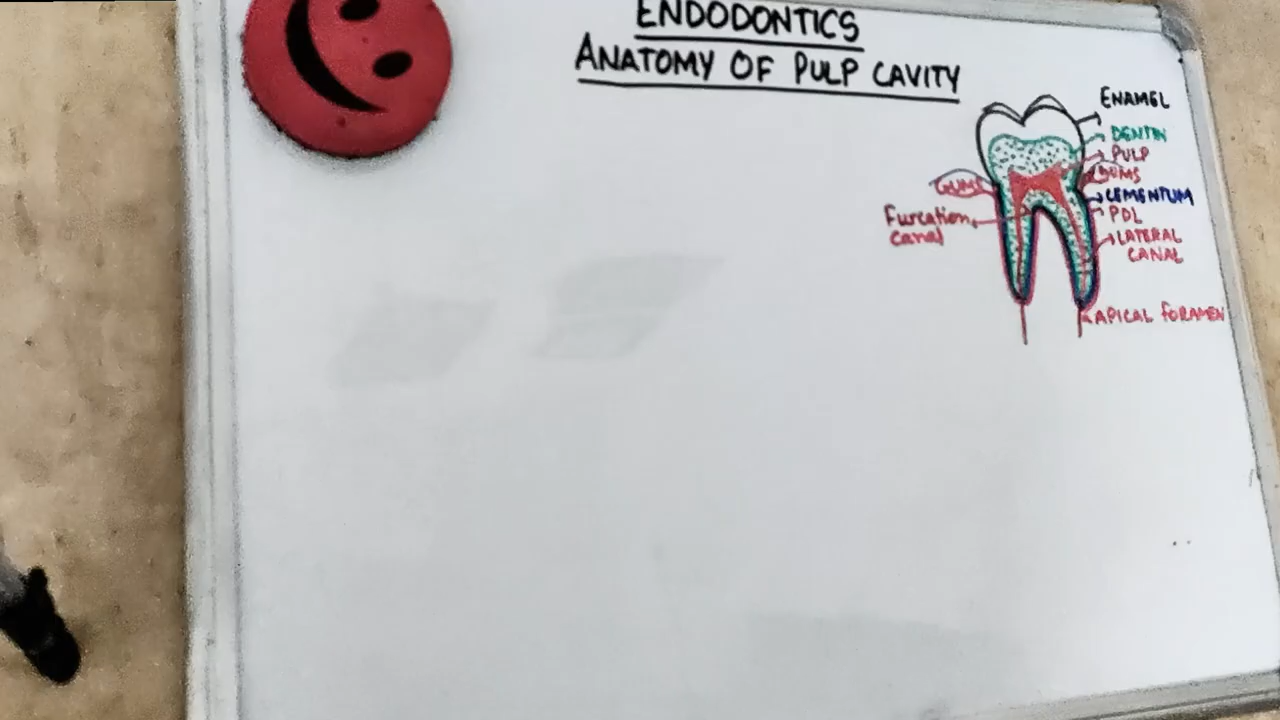 ENDODONTICS
ANATOMY OF PULP CAVITY
ENAMEL
DENTIN
PULP
GUMS
GUMS
CEMENTUM
PDL
Furcation
Canal
LATERAL
CANAL
APICAL FORAMEN